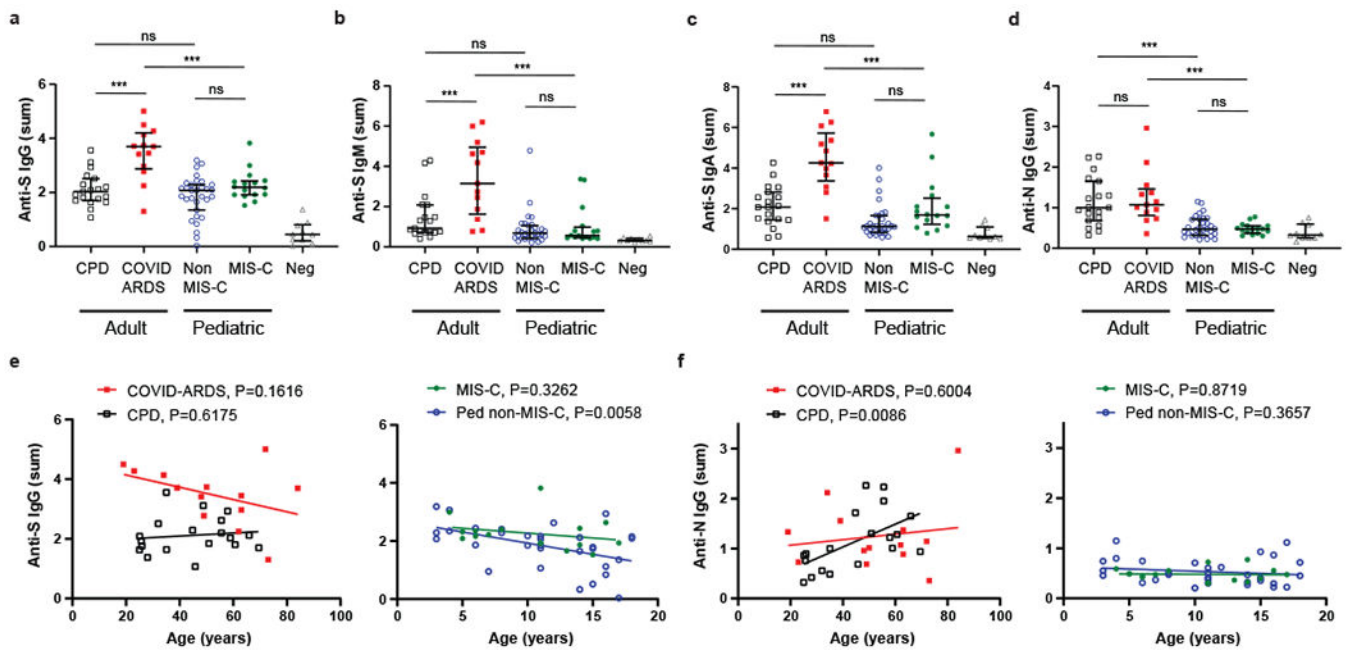 a
b
c
d
ns
***
***
ns
Anti-S IgG (sum)
6
4
2
0
CPD
COVID
ARDS
Non
MIS-C
MIS-C
Neg
Adult
Pediatric
ns
***
***
ns
Anti-S IgM (sum)
8
6
4
2
0
CPD
COVID
ARDS
Non
MIS-C
MIS-C
Neg
Adult
Pediatric
ns
***
***
ns
Anti-S IgA (sum)
8
6
4
2
0
CPD
COVID
ARDS
Non
MIS-C
MIS-C
Neg
Adult
Pediatric
***
***
ns
ns
Anti-N IgG (sum)
4
3
2
1
0
CPD
COVID
ARDS
Non
MIS-C
MIS-C
Neg
Adult
Pediatric
e
COVID-ARDS, P=0.1616
CPD, P=0.6175
Anti-S IgG (sum)
6
4
2
0
0 20 40 60 80 100
Age (years)
MIS-C, P=0.3262
Ped non-MIS-C, P=0.0058
6
4
2
0
0 5 10 15 20
Age (years)
f
COVID-ARDS, P=0.6004
CPD, P=0.0086
Anti-N IgG (sum)
3
2
1
0
0 20 40 60 80 100
Age (years)
MIS-C, P=0.8719
Ped non-MIS-C, P=0.3657
3
2
1
0
0 5 10 15 20
Age (years)